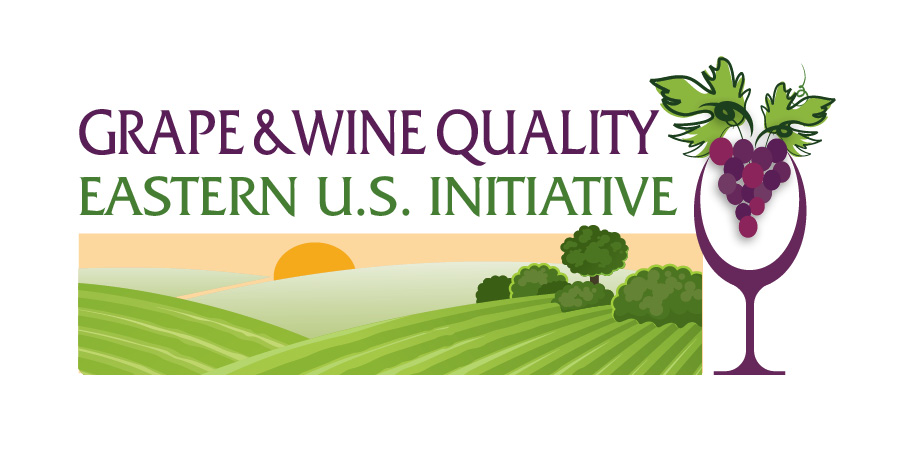 GRAPE & WINE QUALITY
EASTERN U.S. INITIATIVE